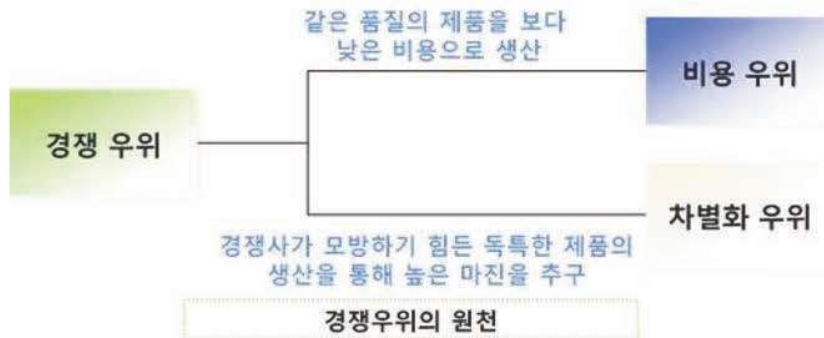 같은 품질의 제품을 보다
낮은 비용으로 생산
비용 우위
경쟁 우위
차별화 우위
경쟁사가 모방하기 힘든 독특한 제품의
생산을 통해 높은 마진을 추구
경쟁우위의 원천